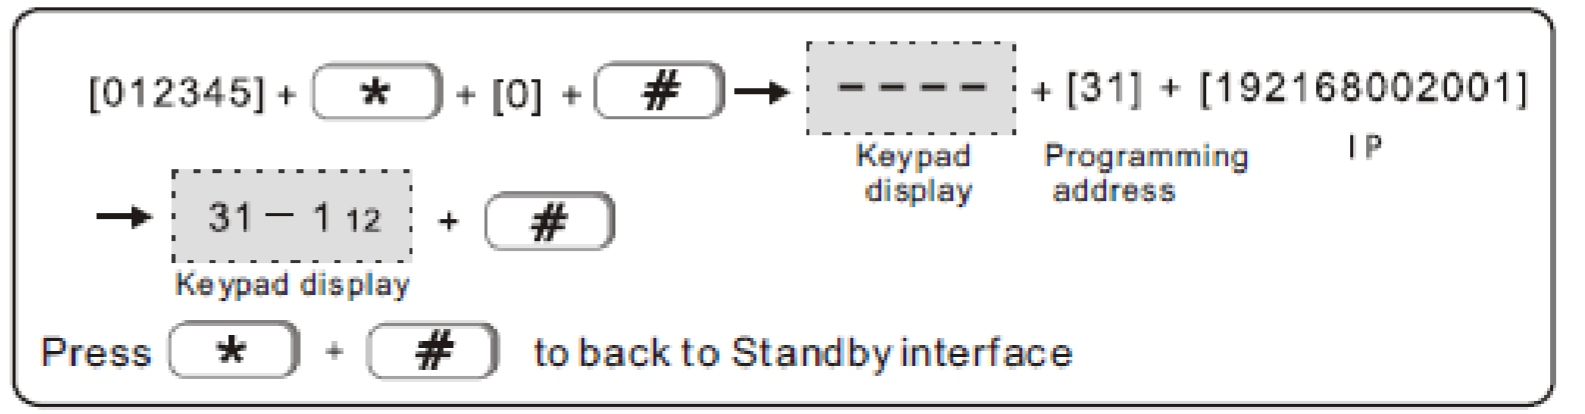 [012345] + * + [0] + # → – – – – + [31] + [192168002001]
Keypad display Programming address IP
→ 31 – 1 12 + #
Keypad display
Press * + # to back to Standby interface